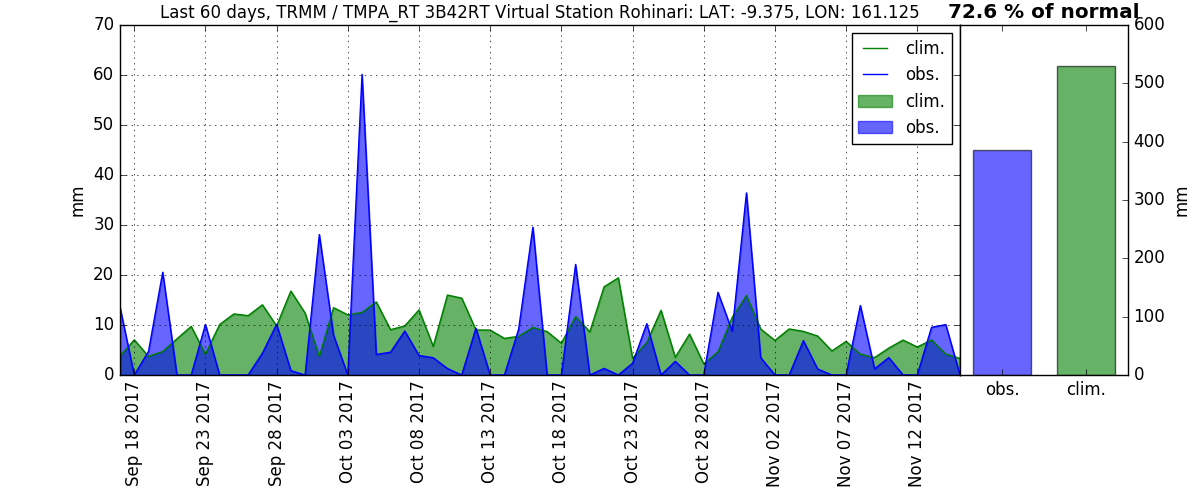 Last 60 days, TRMM / TMPA_RT 3B42RT Virtual Station Rohinari: LAT: -9.375, LON: 161.125
72.6 % of normal
70
60
50
40
30
20
10
0
mm
clim.
obs.
clim.
obs.
Sep 18 2017
Sep 23 2017
Sep 28 2017
Oct 03 2017
Oct 08 2017
Oct 13 2017
Oct 18 2017
Oct 23 2017
Oct 28 2017
Nov 02 2017
Nov 07 2017
Nov 12 2017
600
500
400
300
200
100
0
mm
obs.
clim.